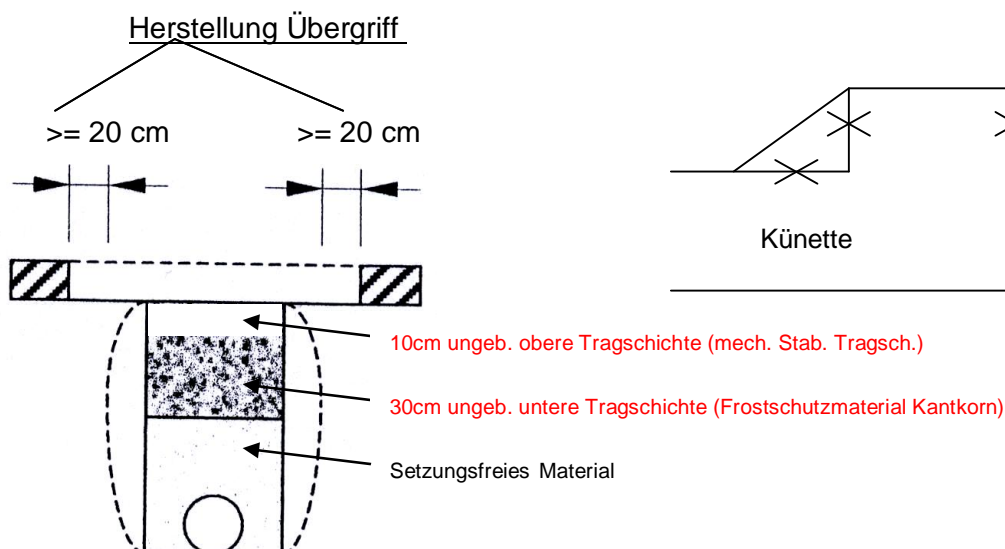 Herstellung Übergriff
>= 20 cm
>= 20 cm
Künette
10cm ungeb. obere Tragschichte (mech. Stab. Tragsch.)
30cm ungeb. untere Tragschichte (Frostschutzmaterial Kantkorn)
Setzungsfreies Material